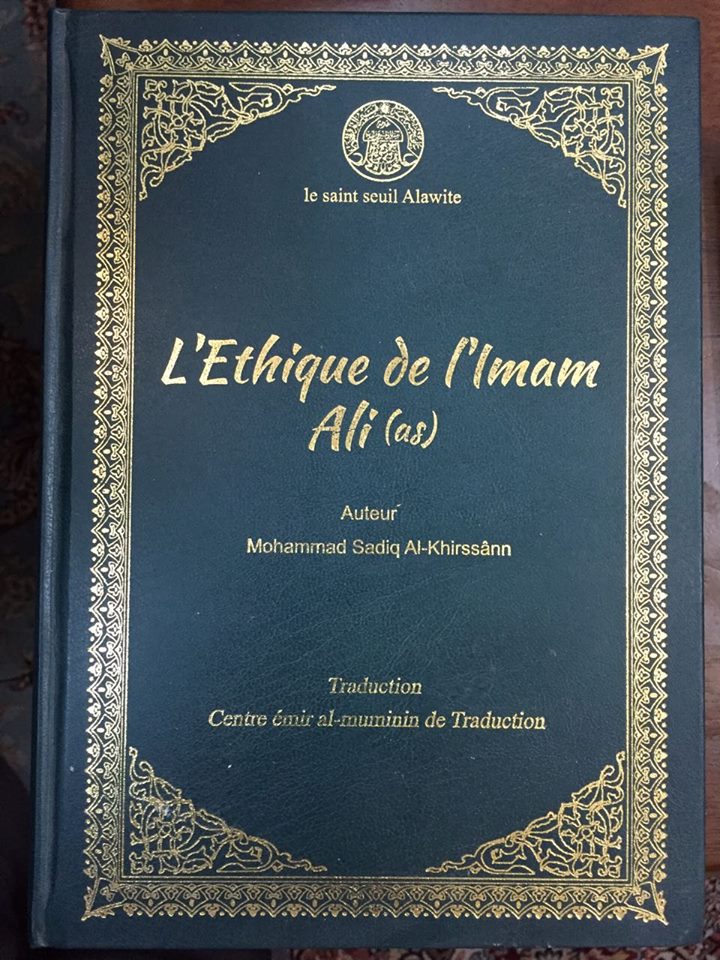 le saint seuil Alawite
L'Ethique de l'Imam
Ali (as)
Auteur
Mohammad Sadiq Al-Khirssânn
Traduction
Centre émir al-muminin de Traduction